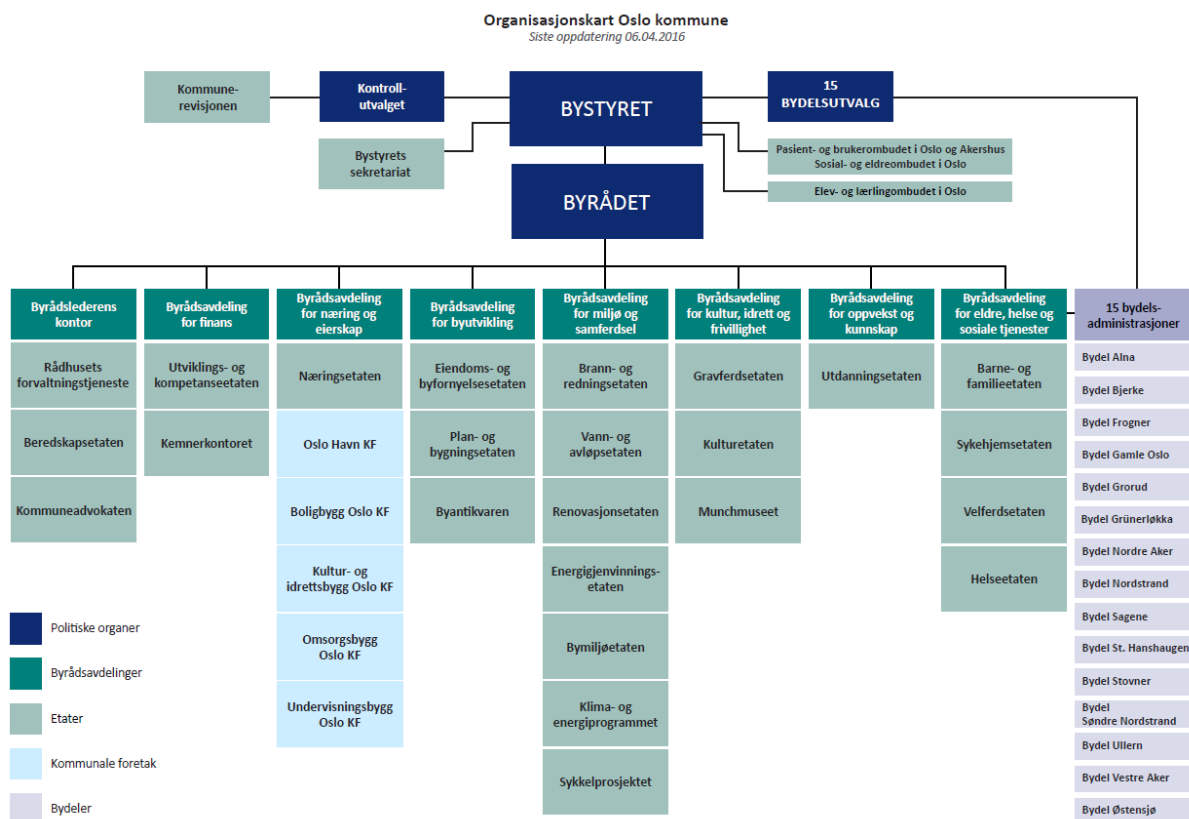 Organisasjonskart Oslo kommune
Siste oppdatering 06.04.2016
Kommune-
revisjonen
Kontroll-
utvalget
BYSTYRET
15
BYDELSUTVALG
Bystyrets
sekretariat
Pasient- og brukerombudet i Oslo og Akershus
Sosial- og eldreombudet i Oslo
Elev- og lærlingombudet i Oslo
BYRÅDET
Byrådslederens
kontor
Rådhusets
forvaltningstjeneste
Beredskapsetaten
Kommuneadvokaten
Byrådsavdeling
for finans
Utviklings- og
kompetanseetaten
Kemnerkontoret
Byrådsavdeling
for næring og
eierskap
Næringsetaten
Oslo Havn KF
Boligbygg Oslo KF
Kultur- og
idrettsbygg Oslo KF
Omsorgsbygg
Oslo KF
Undervisningsbygg
Oslo KF
Byrådsavdeling
for byutvikling
Eiendoms- og
byfornyelsesetaten
Plan- og
bygningsetaten
Byantikvaren
Byrådsavdeling
for miljø og
samferdsel
Brann- og
redningsetaten
Vann- og
avløpsetaten
Renovasjonsetaten
Energigjenvinnings-
etaten
Bymiljøetaten
Klima- og
energiprogrammet
Sykkelprosjektet
Byrådsavdeling
for kultur, idrett og
frivillighet
Gravferdsetaten
Kulturetaten
Munchmuseet
Byrådsavdeling
for oppvekst og
kunnskap
Utdanningsetaten
Byrådsavdeling
for eldre, helse og
sosiale tjenester
Barne- og
familieetaten
Sykehjemsetaten
Velferdsetaten
Helseetaten
15 bydels-
administrasjoner
Bydel Alna
Bydel Bjerke
Bydel Frogner
Bydel Gamle Oslo
Bydel Grorud
Bydel Grünerløkka
Bydel Nordre Aker
Bydel Nordstrand
Bydel Sagene
Bydel St. Hanshaugen
Bydel Stovner
Bydel
Søndre Nordstrand
Bydel Ullern
Bydel Vestre Aker
Bydel Østensjø
Politiske organer
Byrådsavdelinger
Etater
Kommunale foretak
Bydeler